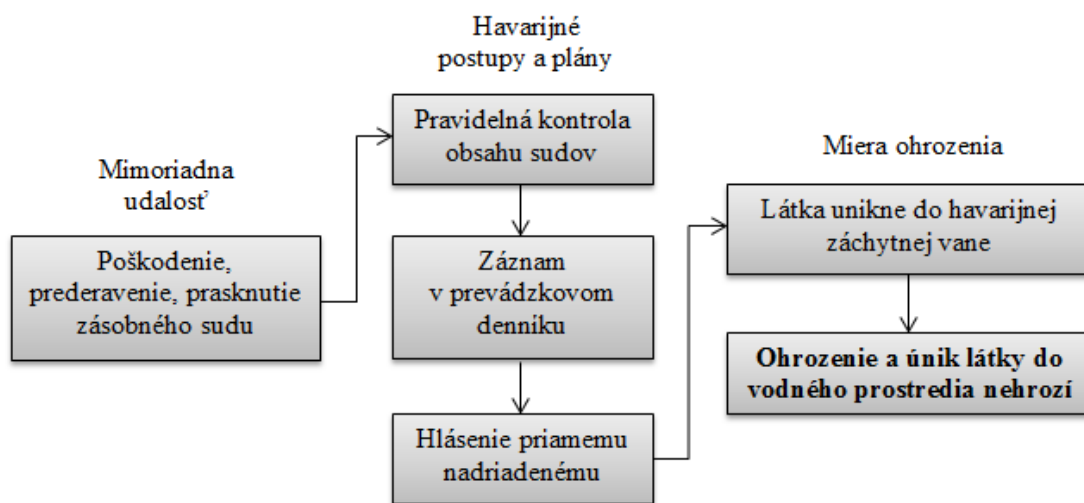 Mimoriadna
udalosť
Poškodenie,
prederavenie, prasknutie
zásobného sudu
Havarijné
postupy a plány
Pravidelná kontrola
obsahu sudov
Záznam
v prevádzkovom
denníku
Hlásenie priamemu
nadriadenému
Miera ohrozenia
Látka unikne do havarijnej
záchytnej vane
Ohrozenie a únik látky do
vodného prostredia nehrozí